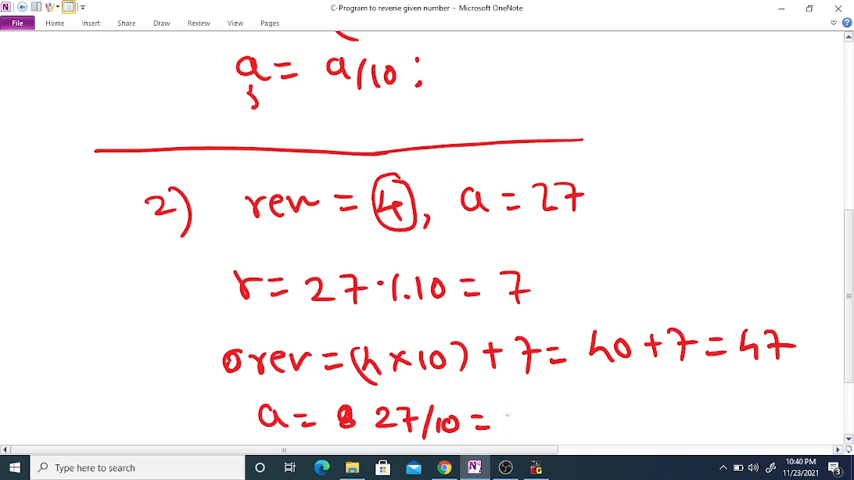 C-Program to reverse given number - Microsoft OneNote
File Home Insert Share Draw Review View Pages
a = a/10 ;
2) rev = 4, a = 27
r = 27 % 10 = 7
rev = (4 × 10) + 7 = 40 + 7 = 47
a = 27/10 =
Type here to search
10:40 PM
11/23/2021
3